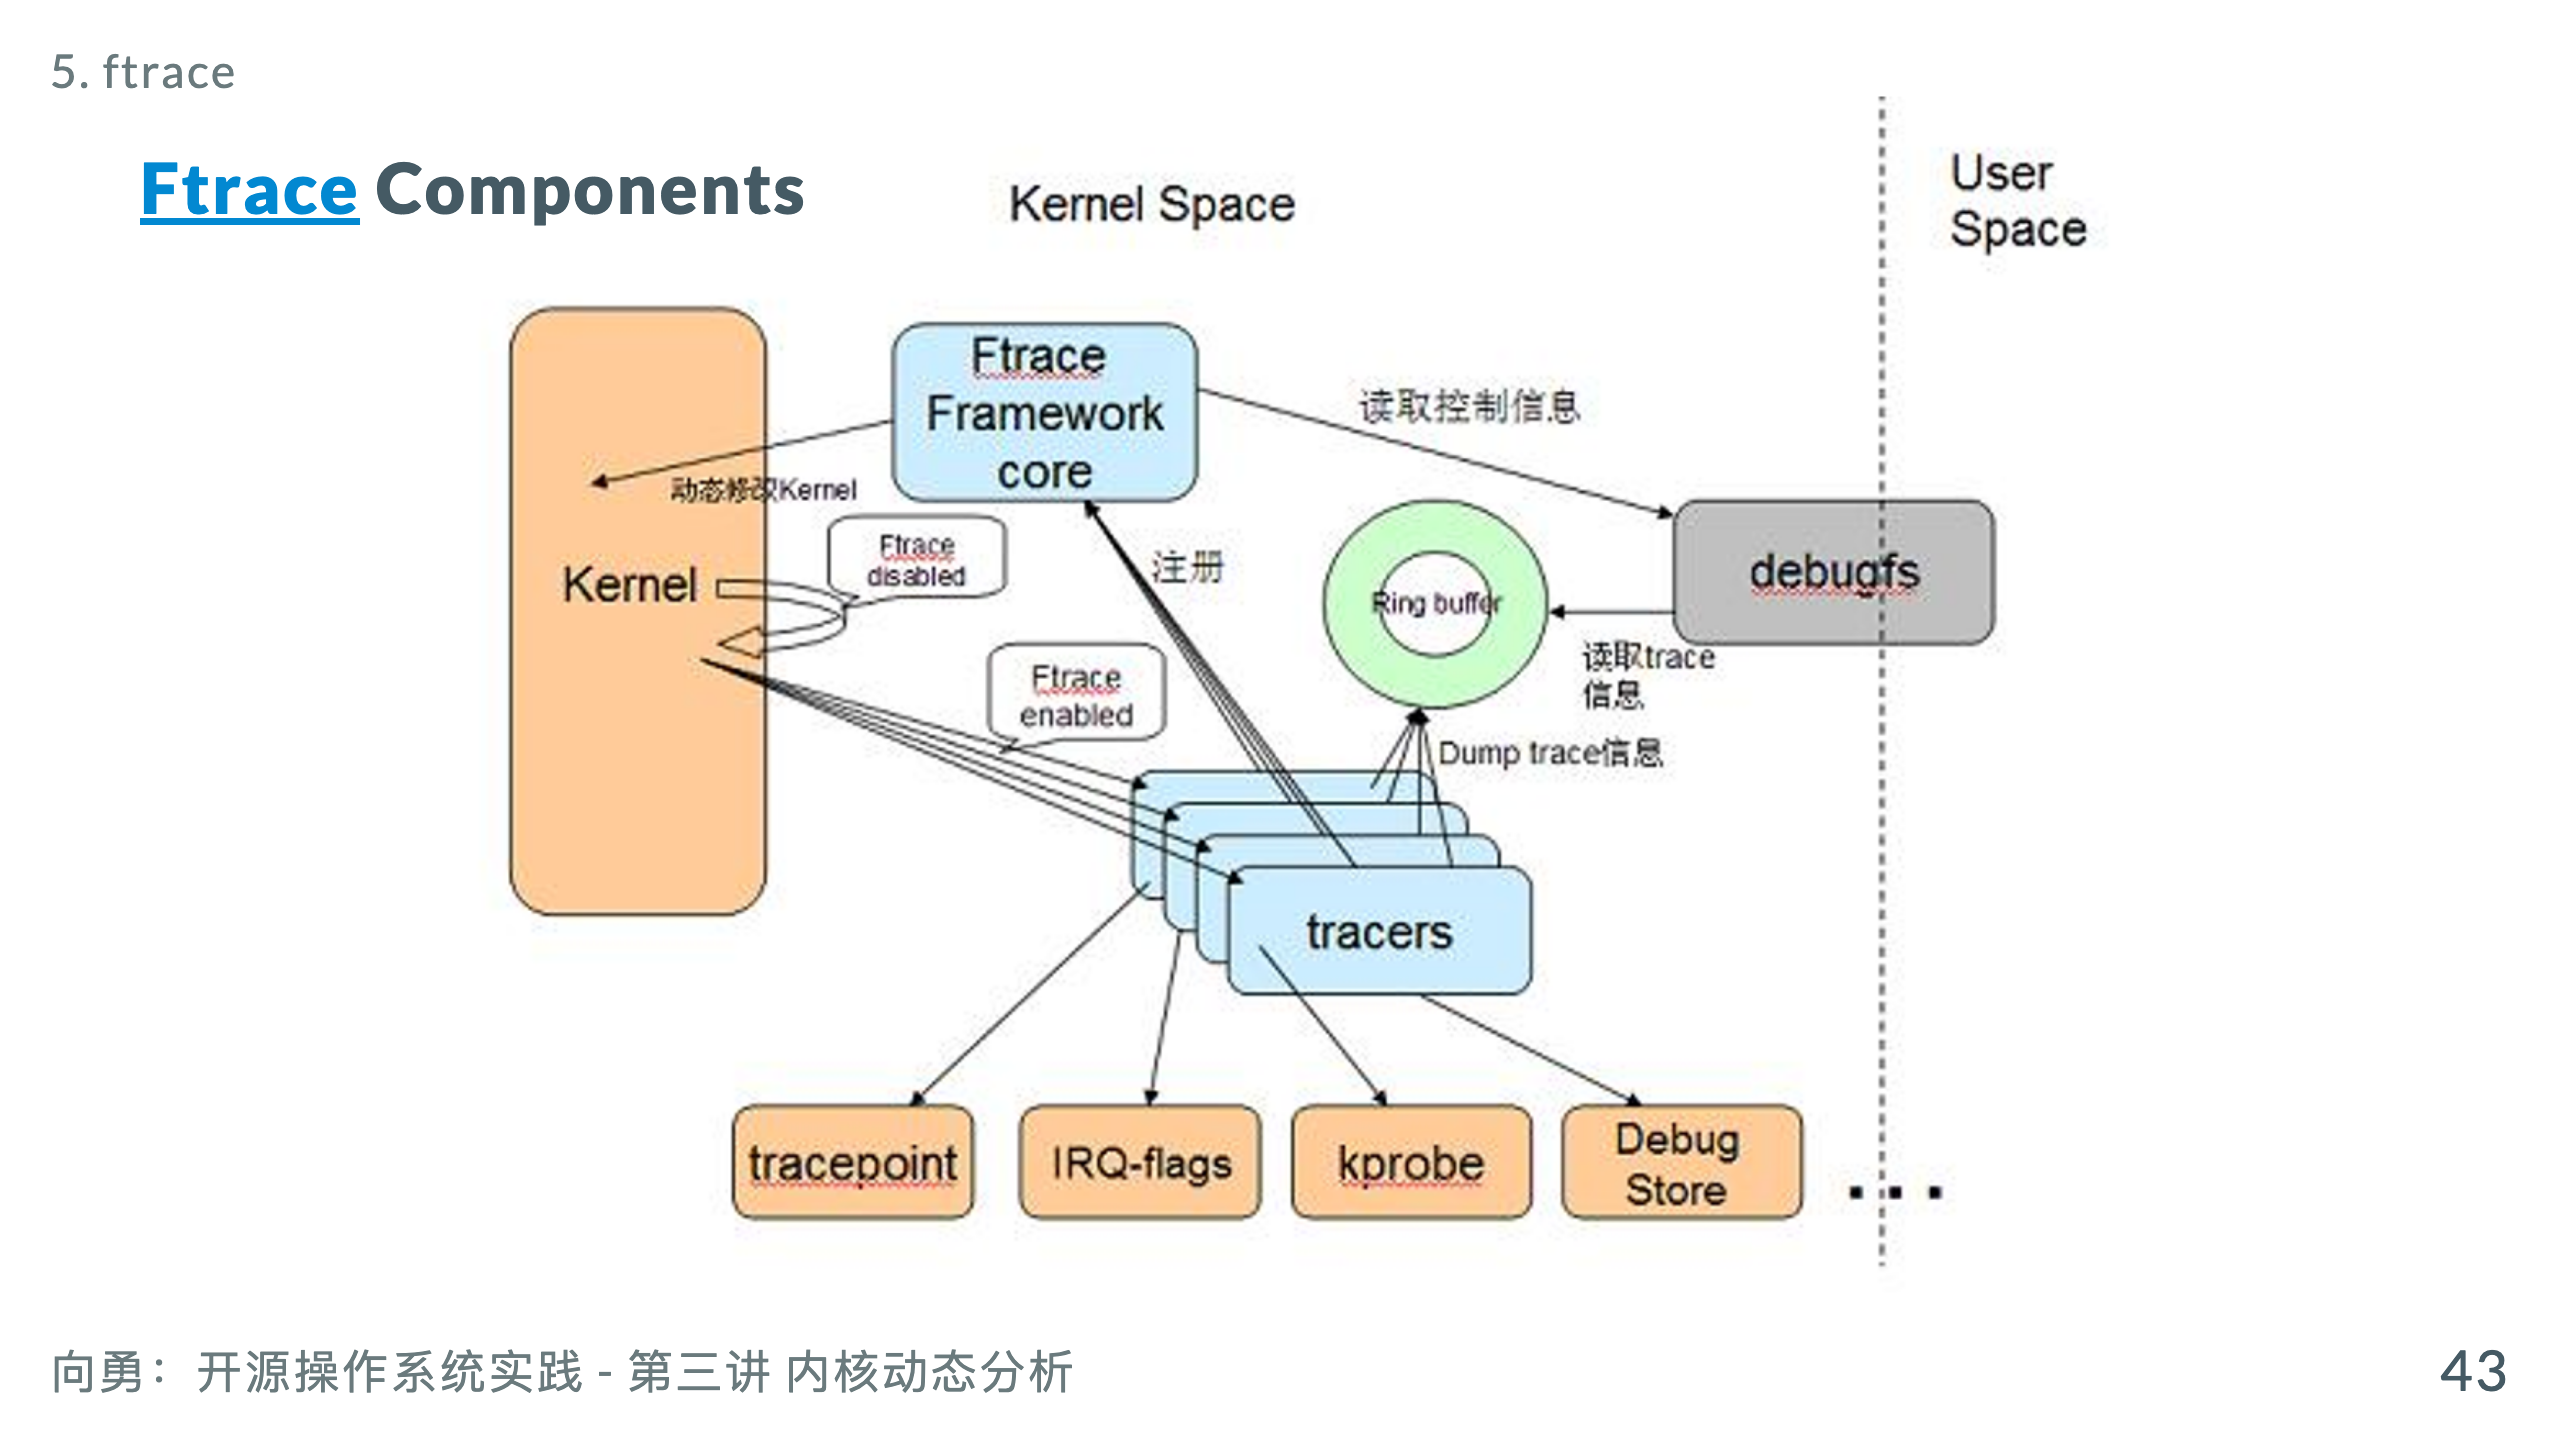 5. ftrace
Ftrace Components
Kernel Space
User
Space
Ftrace
Framework
core
读取控制信息
动态修改Kernel
Ftrace
disabled
注册
Kernel
Ring buffer
debugfs
读取trace
信息
Ftrace
enabled
Dump trace信息
tracers
tracepoint
IRQ-flags
kprobe
Debug
Store
...
向勇：开源操作系统实践 - 第三讲 内核动态分析
43